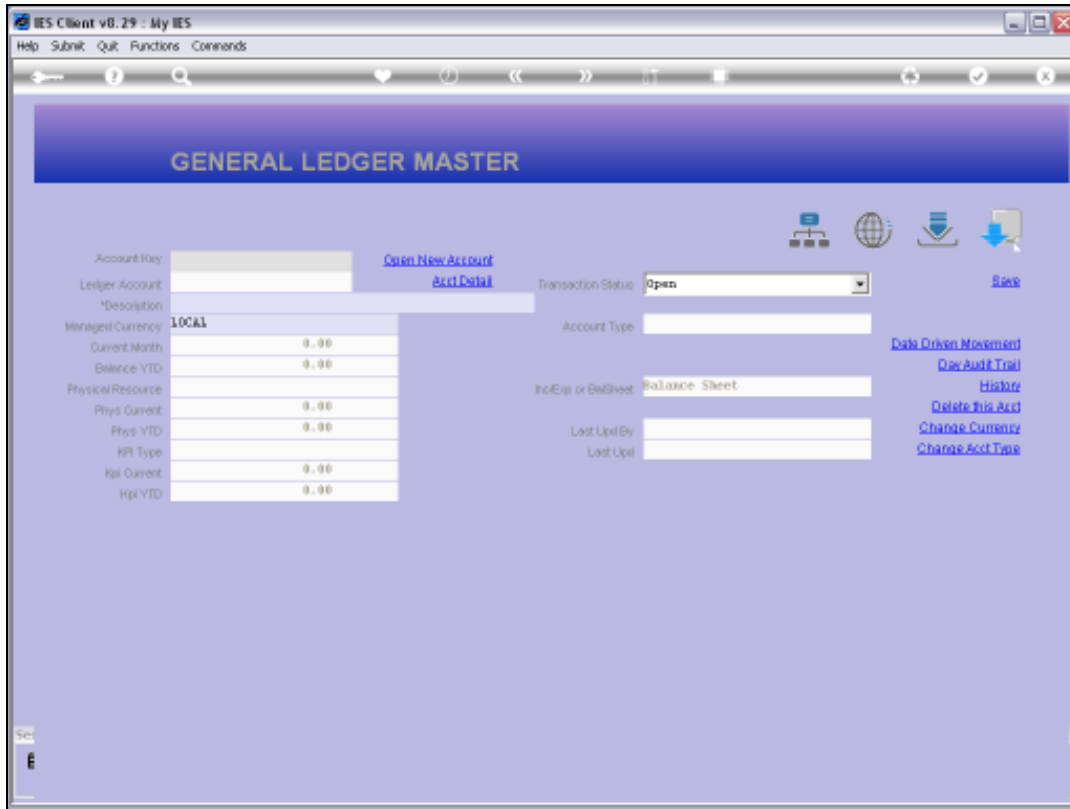 IES Client v8.29 : My IES
Help Submit Quit Functions Commands
GENERAL LEDGER MASTER
Account Key
Open New Account
Ledger Account
Acct Detail
Transaction Status Open
Save
*Description
Managed Currency LOCAL
Account Type
Current Month 0.00
Date Driven Movement
Balance YTD 0.00
Day Audit Trail
Physical Resource
Inc/Exp or BalSheet Balance Sheet
History
Phys Current 0.00
Delete this Acct
Phys YTD 0.00
Last Upd By
Change Currency
KPI Type
Last Upd
Change Acct Type
Kpi Current 0.00
Kpi YTD 0.00